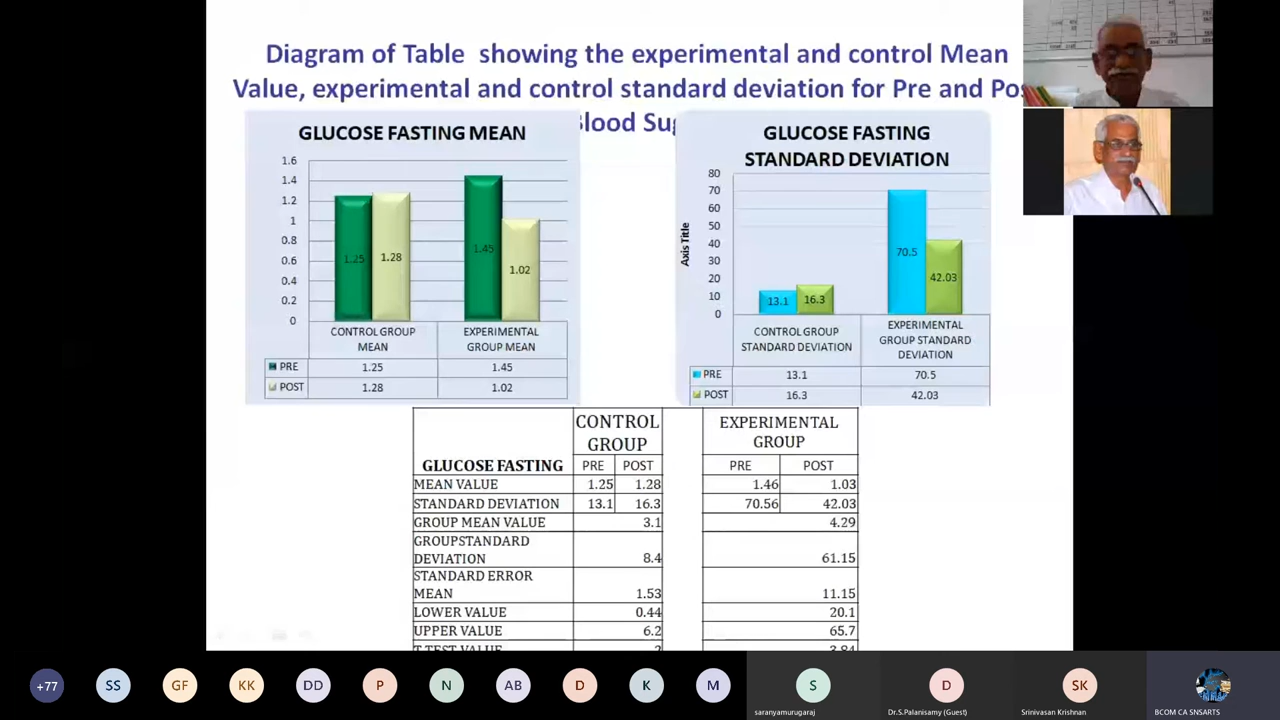 Diagram of Table showing the experimental and control Mean
Value, experimental and control standard deviation for Pre and Pos
Blood Sug
GLUCOSE FASTING MEAN
1.6
1.4
1.2
1
0.8
0.6
0.4
0.2
0
1.25
1.28
1.45
1.02
CONTROL GROUP
MEAN
EXPERIMENTAL
GROUP MEAN
PRE 1.25 1.45
POST 1.28 1.02
GLUCOSE FASTING
STANDARD DEVIATION
Axis Title
80
70
60
50
40
30
20
10
0
13.1
16.3
70.5
42.03
CONTROL GROUP
STANDARD DEVIATION
EXPERIMENTAL
GROUP STANDARD
DEVIATION
PRE 13.1 70.5
POST 16.3 42.03
CONTROL
GROUP
EXPERIMENTAL
GROUP
GLUCOSE FASTING PRE POST PRE POST
MEAN VALUE 1.25 1.28 1.46 1.03
STANDARD DEVIATION 13.1 16.3 70.56 42.03
GROUP MEAN VALUE 3.1 4.29
GROUPSTANDARD
DEVIATION 8.4 61.15
STANDARD ERROR
MEAN 1.53 11.15
LOWER VALUE 0.44 20.1
UPPER VALUE 6.2 65.7
T TEST VALUE 2 3.84
+77 SS GF KK DD P N AB D K M S D SK
saranyamurugaraj Dr.S.Palanisamy (Guest) Srinivasan Krishnan BCOM CA SNSARTS